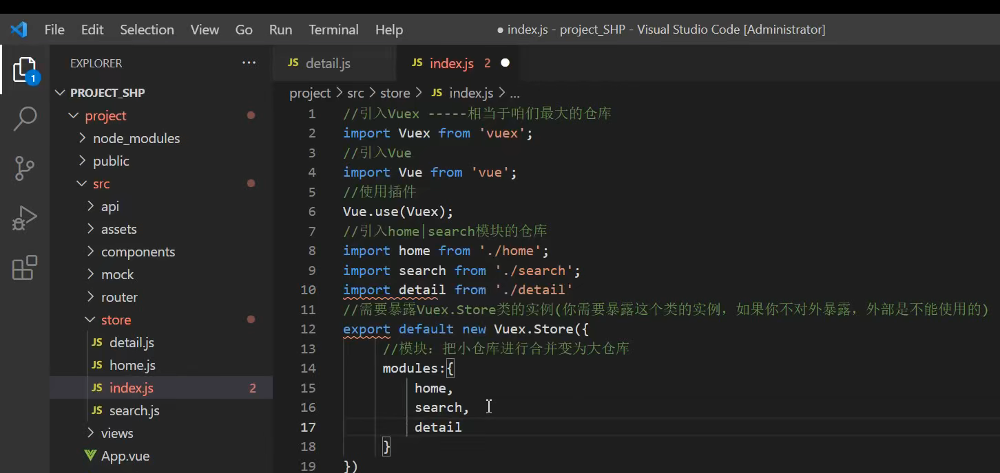 File Edit Selection View Go Run Terminal Help ● index.js - project_SHP - Visual Studio Code [Administrator]
EXPLORER ...
1
PROJECT_SHP
project
node_modules
public
src
api
assets
components
mock
router
store
JS detail.js
JS home.js
JS index.js 2
JS search.js
views
App.vue
JS detail.js JS index.js 2 ●
project > src > store > JS index.js > ...
1 //引入Vuex -----相当于咱们最大的仓库
2 import Vuex from 'vuex';
3 //引入Vue
4 import Vue from 'vue';
5 //使用插件
6 Vue.use(Vuex);
7 //引入home|search模块的仓库
8 import home from './home';
9 import search from './search';
10 import detail from './detail'
11 //需要暴露Vuex.Store类的实例(你需要暴露这个类的实例，如果你不对外暴露，外部是不能使用的)
12 export default new Vuex.Store({
13 //模块：把小仓库进行合并变为大仓库
14 modules:{
15 home,
16 search,
17 detail
18 }
19 })